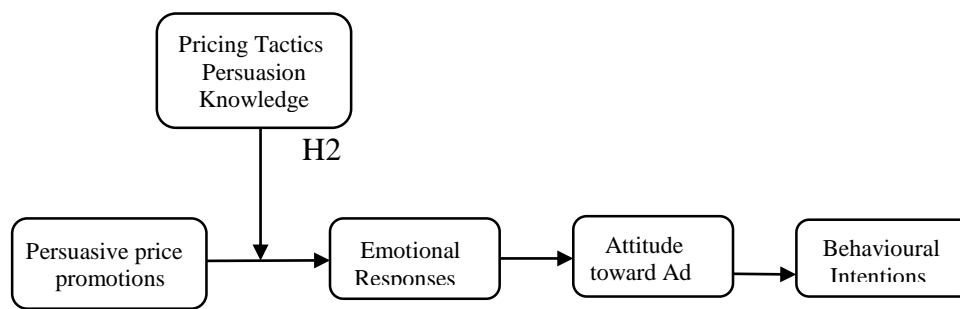 Pricing Tactics
Persuasion
Knowledge
H2
Persuasive price
promotions
Emotional
Responses
Attitude
toward Ad
Behavioural
Intentions